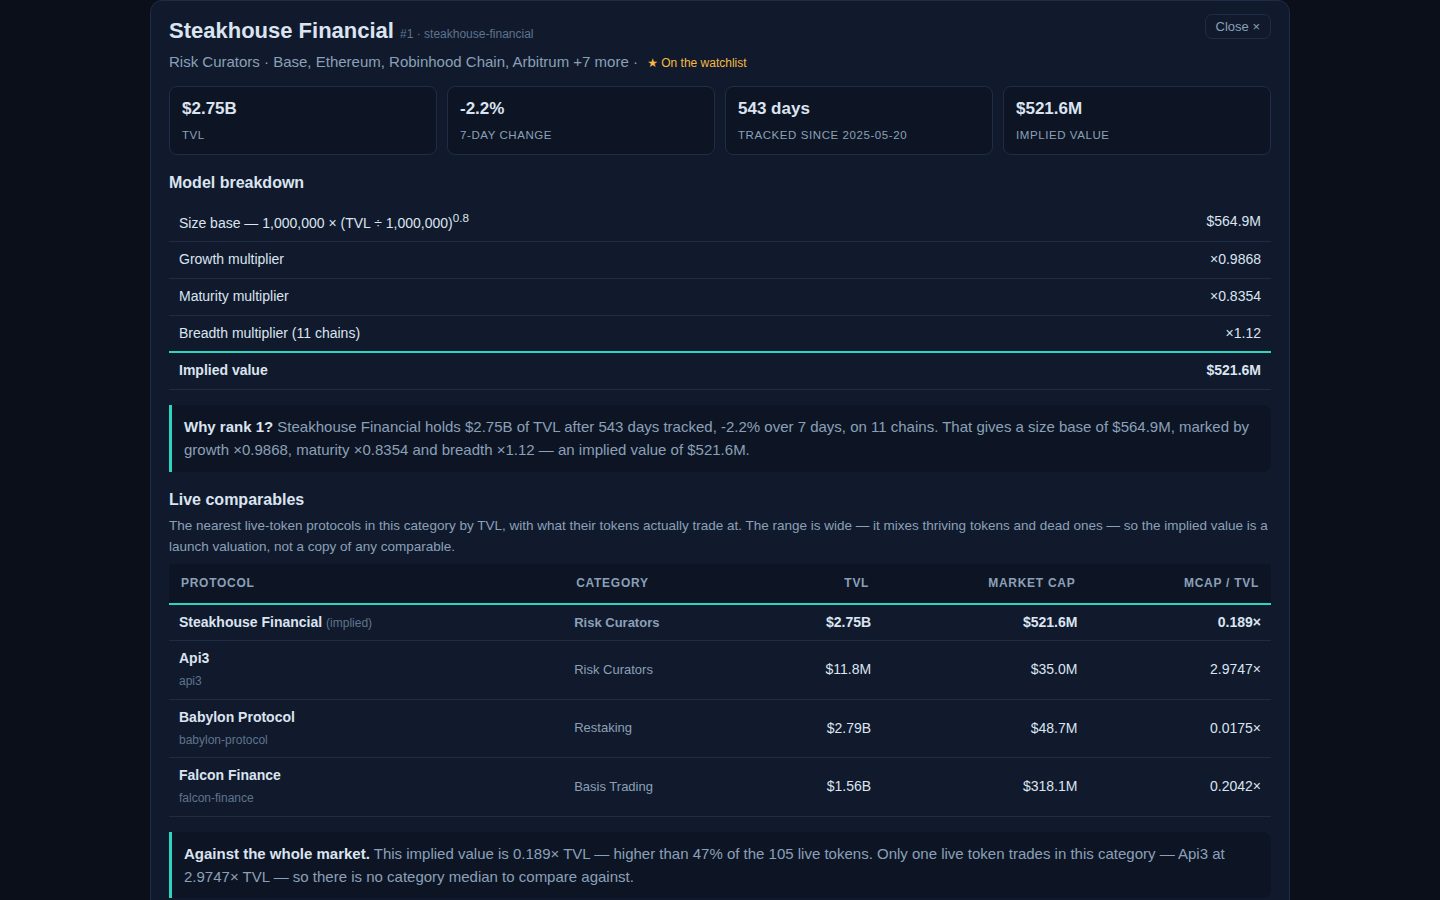 Steakhouse Financial #1 · steakhouse-financial
Close ×
Risk Curators · Base, Ethereum, Robinhood Chain, Arbitrum +7 more · ★ On the watchlist
$2.75B
TVL
-2.2%
7-DAY CHANGE
543 days
TRACKED SINCE 2025-05-20
$521.6M
IMPLIED VALUE
Model breakdown
Size base — 1,000,000 × (TVL ÷ 1,000,000)^0.8 $564.9M
Growth multiplier ×0.9868
Maturity multiplier ×0.8354
Breadth multiplier (11 chains) ×1.12
Implied value $521.6M
Why rank 1? Steakhouse Financial holds $2.75B of TVL after 543 days tracked, -2.2% over 7 days, on 11 chains. That gives a size base of $564.9M, marked by
growth ×0.9868, maturity ×0.8354 and breadth ×1.12 — an implied value of $521.6M.
Live comparables
The nearest live-token protocols in this category by TVL, with what their tokens actually trade at. The range is wide — it mixes thriving tokens and dead ones — so the implied value is a
launch valuation, not a copy of any comparable.
PROTOCOL CATEGORY TVL MARKET CAP MCAP / TVL
Steakhouse Financial (implied) Risk Curators $2.75B $521.6M 0.189×
Api3
api3
Risk Curators $11.8M $35.0M 2.9747×
Babylon Protocol
babylon-protocol
Restaking $2.79B $48.7M 0.0175×
Falcon Finance
falcon-finance
Basis Trading $1.56B $318.1M 0.2042×
Against the whole market. This implied value is 0.189× TVL — higher than 47% of the 105 live tokens. Only one live token trades in this category — Api3 at
2.9747× TVL — so there is no category median to compare against.